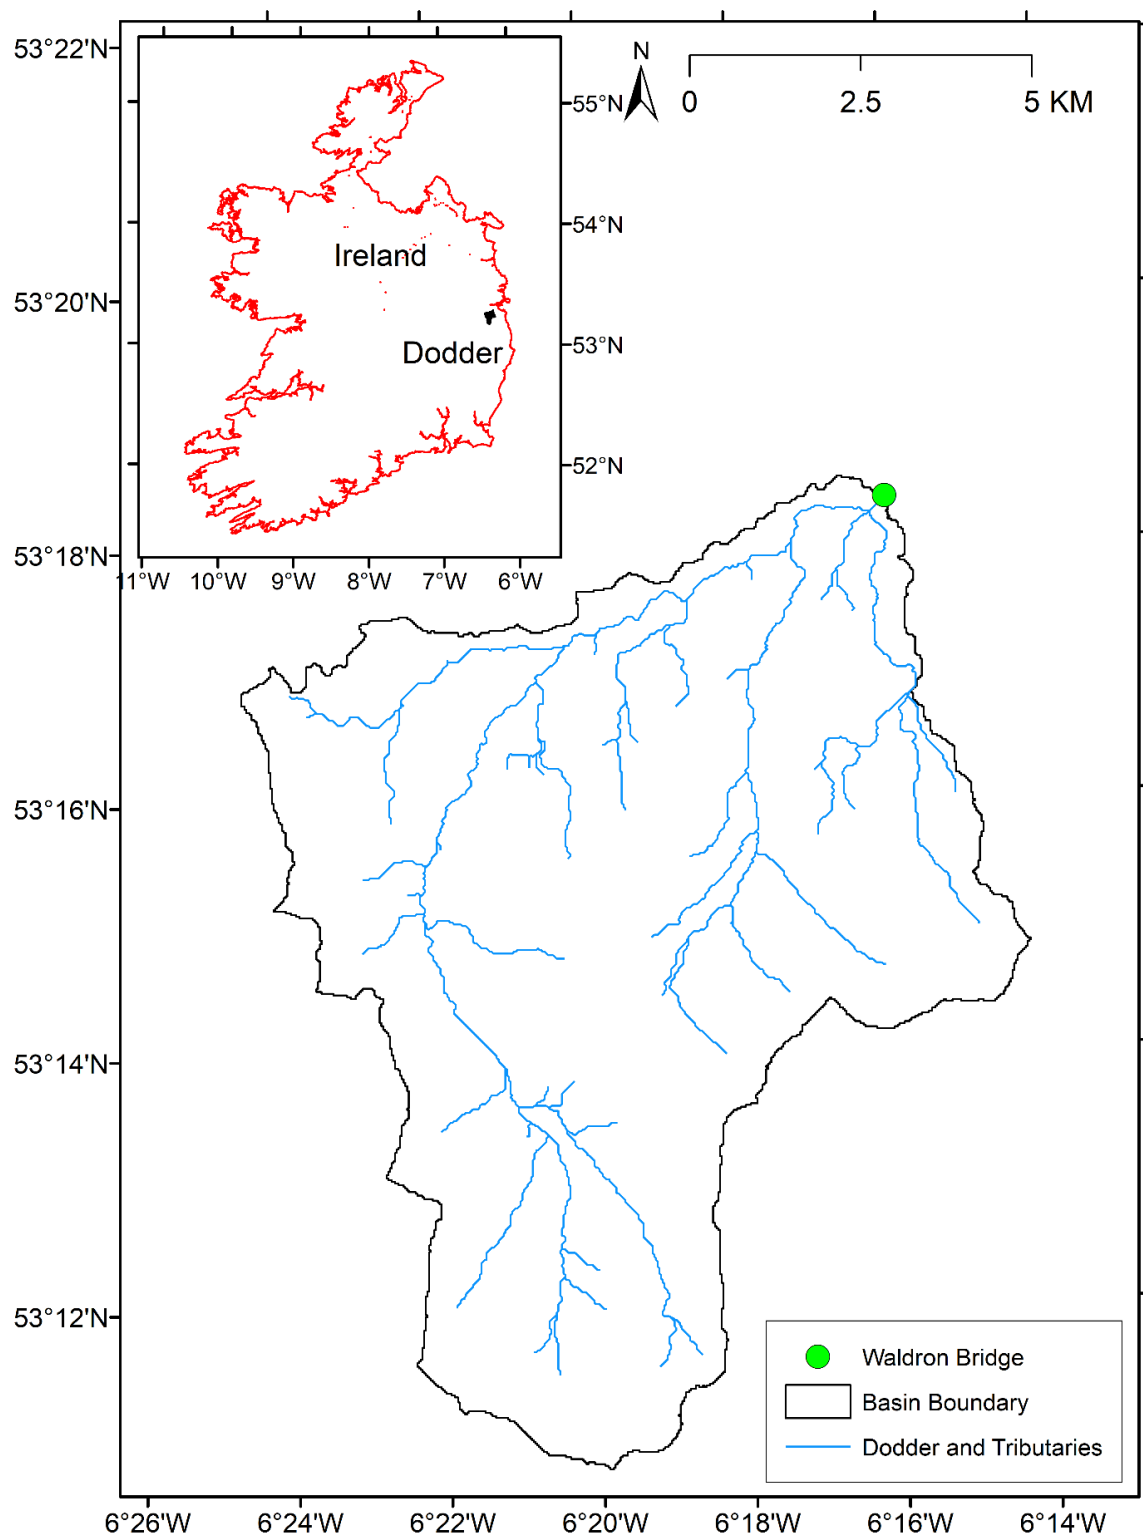 53°22'N
53°20'N
53°18'N
53°16'N
53°14'N
53°12'N
N
0
2.5
5 KM
55°N
54°N
53°N
52°N
Ireland
Dodder
11°W
10°W
9°W
8°W
7°W
6°W
Waldron Bridge
Basin Boundary
Dodder and Tributaries
6°26'W
6°24'W
6°22'W
6°20'W
6°18'W
6°16'W
6°14'W